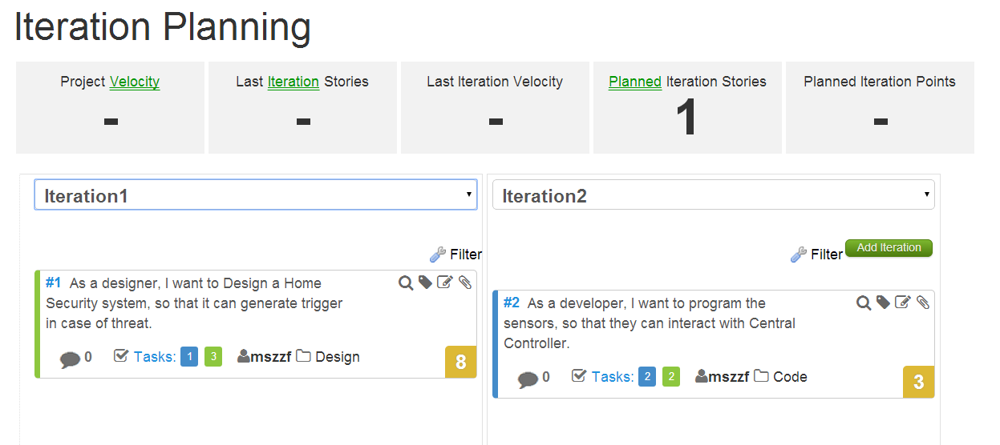 Iteration Planning
Project Velocity
-
Last Iteration Stories
-
Last Iteration Velocity
-
Planned Iteration Stories
1
Planned Iteration Points
-
Iteration1
Filter
#1 As a designer, I want to Design a Home
Security system, so that it can generate trigger
in case of threat.
0 Tasks: 1 3 mszzf Design
8
Iteration2
Filter Add Iteration
#2 As a developer, I want to program the
sensors, so that they can interact with Central
Controller.
0 Tasks: 2 2 mszzf Code
3